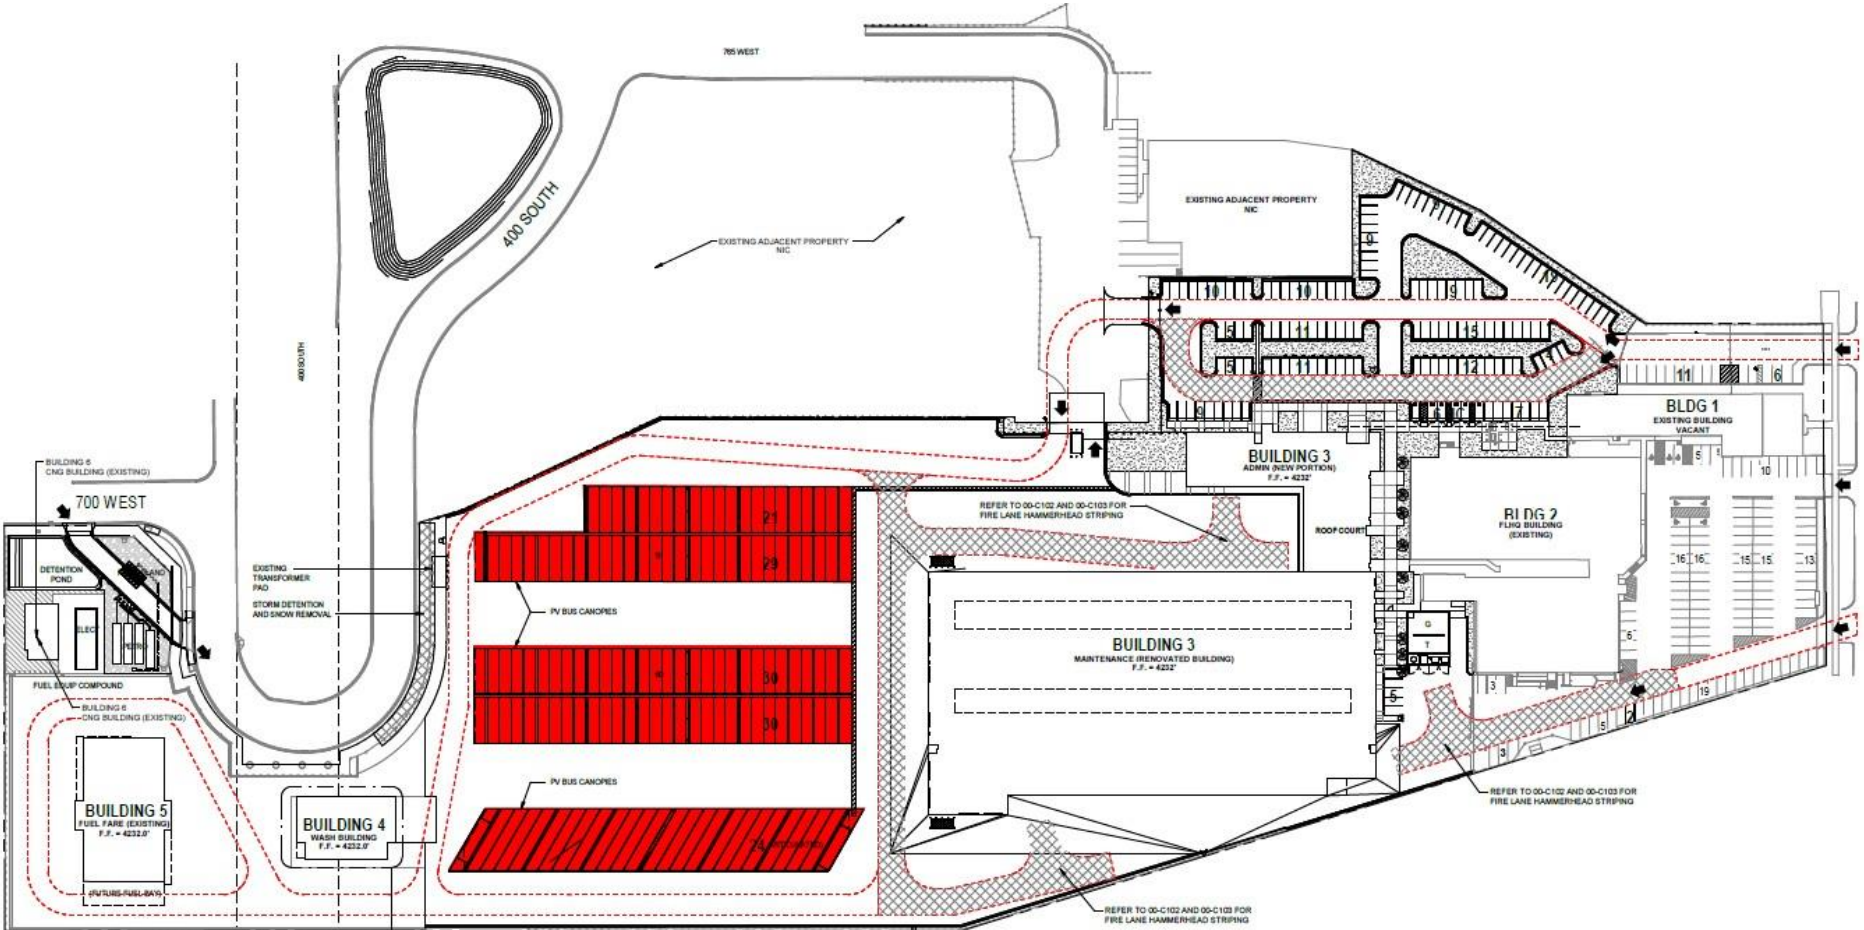 765 WEST
400 SOUTH
400 SOUTH
EXISTING ADJACENT PROPERTY
NIC
EXISTING ADJACENT PROPERTY
NIC
9
10
10
9
5
11
15
5
11
12
9
7
11
6
BLDG 1
EXISTING BUILDING
VACANT
5
10
BUILDING 3
ADMIN (NEW PORTION)
F.F. = 4232'
BLDG 2
FLHQ BUILDING
(EXISTING)
ROOF COURT
16
16
15
15
13
6
3
19
5
2
3
G
T
5
REFER TO 00-C102 AND 00-C103 FOR
FIRE LANE HAMMERHEAD STRIPING
BUILDING 6
CNG BUILDING (EXISTING)
700 WEST
DETENTION
POND
ELEC
FUEL EQUIP COMPOUND
BUILDING 6
CNG BUILDING (EXISTING)
EXISTING
TRANSFORMER
PAD
STORM DETENTION
AND SNOW REMOVAL
21
29
PV BUS CANOPIES
30
30
PV BUS CANOPIES
24
BUILDING 3
MAINTENANCE (RENOVATED BUILDING)
F.F. = 4232'
BUILDING 5
FUEL FARE (EXISTING)
F.F. = 4232.0'
(FUTURE FUEL BAY)
BUILDING 4
WASH BUILDING
F.F. = 4232.0'
REFER TO 00-C102 AND 00-C103 FOR
FIRE LANE HAMMERHEAD STRIPING
REFER TO 00-C102 AND 00-C103 FOR
FIRE LANE HAMMERHEAD STRIPING